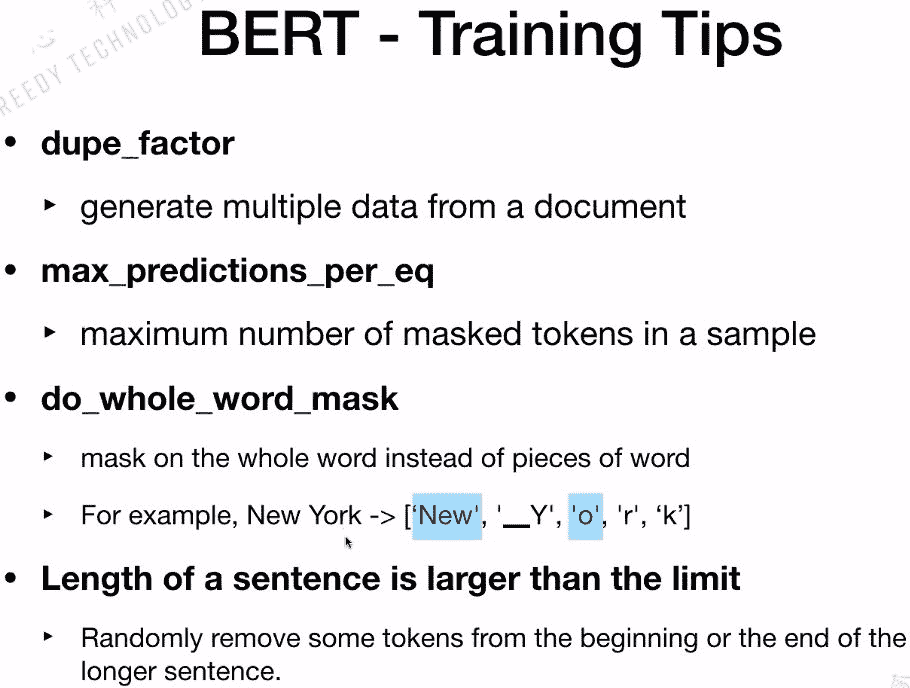 BERT - Training Tips
科
REEDY TECHNOLOGY
• dupe_factor
‣ generate multiple data from a document
• max_predictions_per_eq
‣ maximum number of masked tokens in a sample
• do_whole_word_mask
‣ mask on the whole word instead of pieces of word
‣ For example, New York -> [‘New', '__Y', 'o', 'r', ‘k’]
• Length of a sentence is larger than the limit
‣ Randomly remove some tokens from the beginning or the end of the
longer sentence.